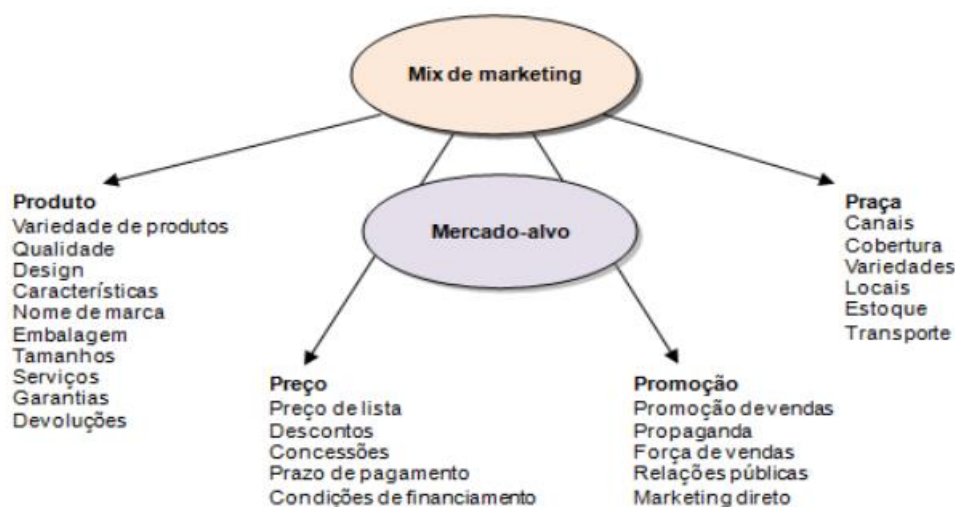 Mix de marketing
Mercado-alvo
Produto
Variedade de produtos
Qualidade
Design
Características
Nome de marca
Embalagem
Tamanhos
Serviços
Garantias
Devoluções
Preço
Preço de lista
Descontos
Concessões
Prazo de pagamento
Condições de financiamento
Promoção
Promoção de vendas
Propaganda
Força de vendas
Relações públicas
Marketing direto
Praça
Canais
Cobertura
Variedades
Locais
Estoque
Transporte